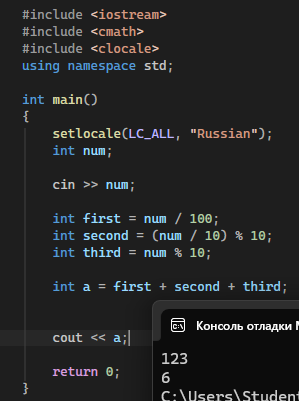 #include <iostream>
#include <cmath>
#include <clocale>
using namespace std;
int main()
{
setlocale(LC_ALL, "Russian");
int num;
cin >> num;
int first = num / 100;
int second = (num / 10) % 10;
int third = num % 10;
int a = first + second + third;
cout << a;
return 0;
}
Консоль отладки
123
6
C:\Users\Student